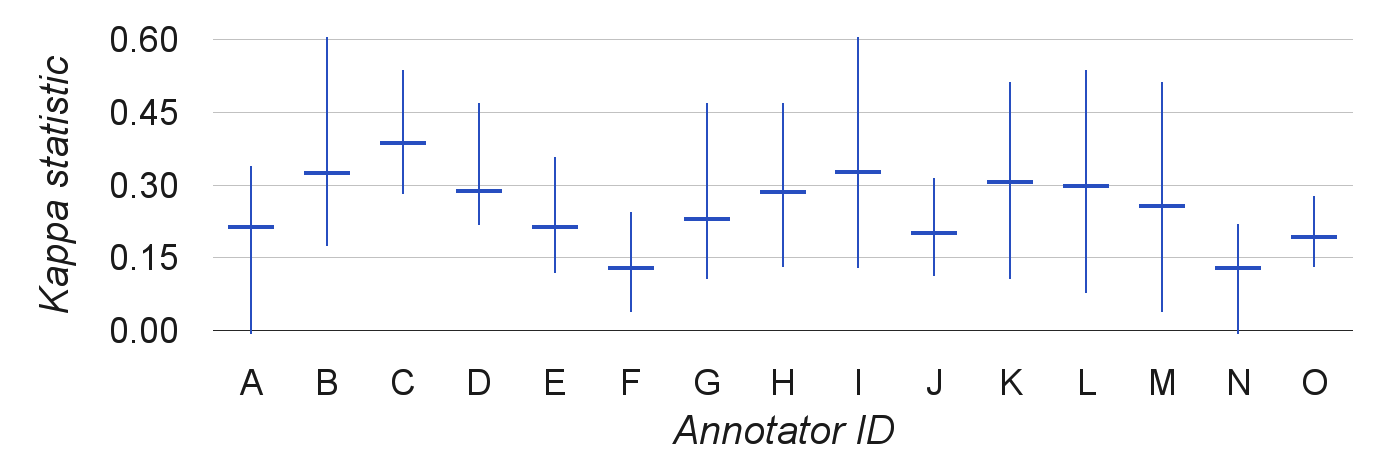 Kappa statistic
0.60
0.45
0.30
0.15
0.00
A B C D E F G H I J K L M N O
Annotator ID